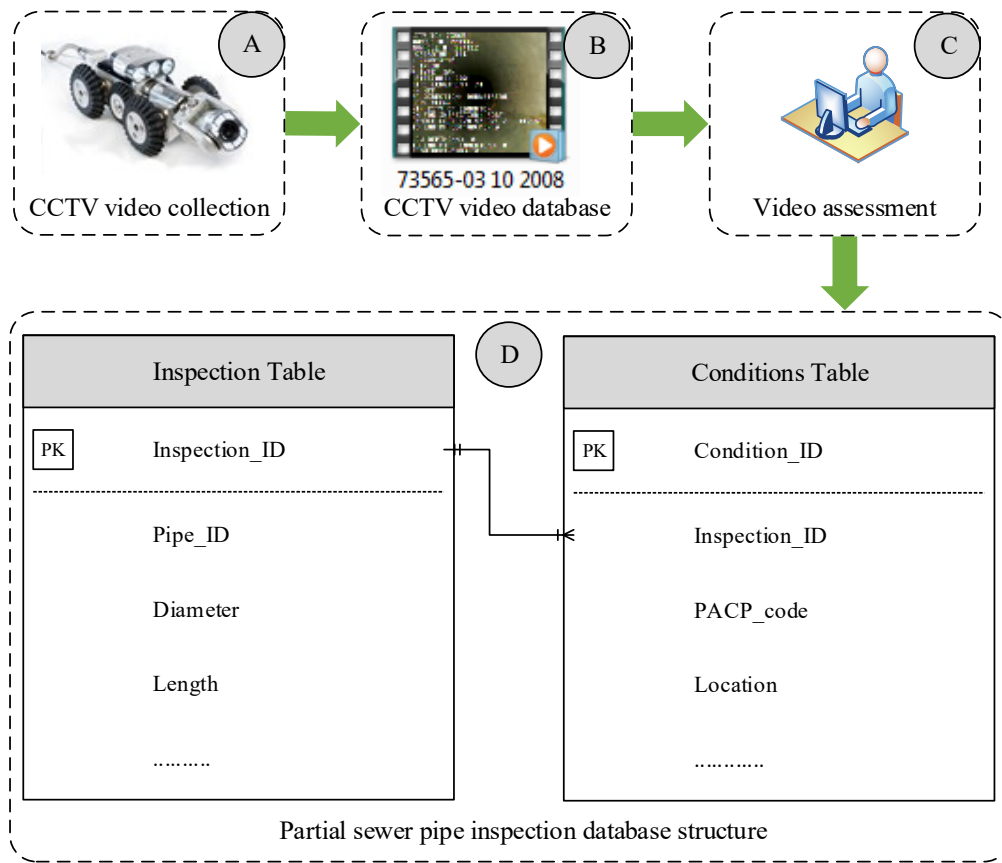 A
B
C
73565-03 10 2008
CCTV video collection
CCTV video database
Video assessment
D
Inspection Table
Conditions Table
PK
Inspection_ID
PK
Condition_ID
Pipe_ID
Inspection_ID
Diameter
PACP_code
Length
Location
..........
............
Partial sewer pipe inspection database structure